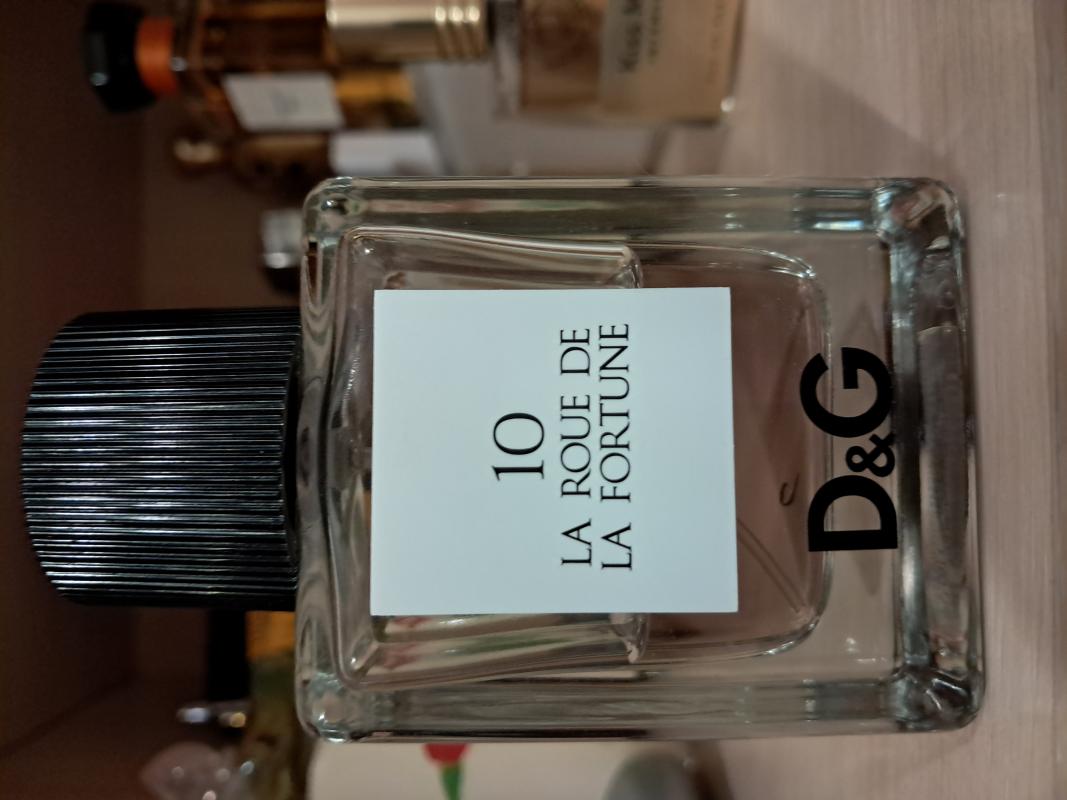 10
LA ROUE DE
LA FORTUNE
D&G